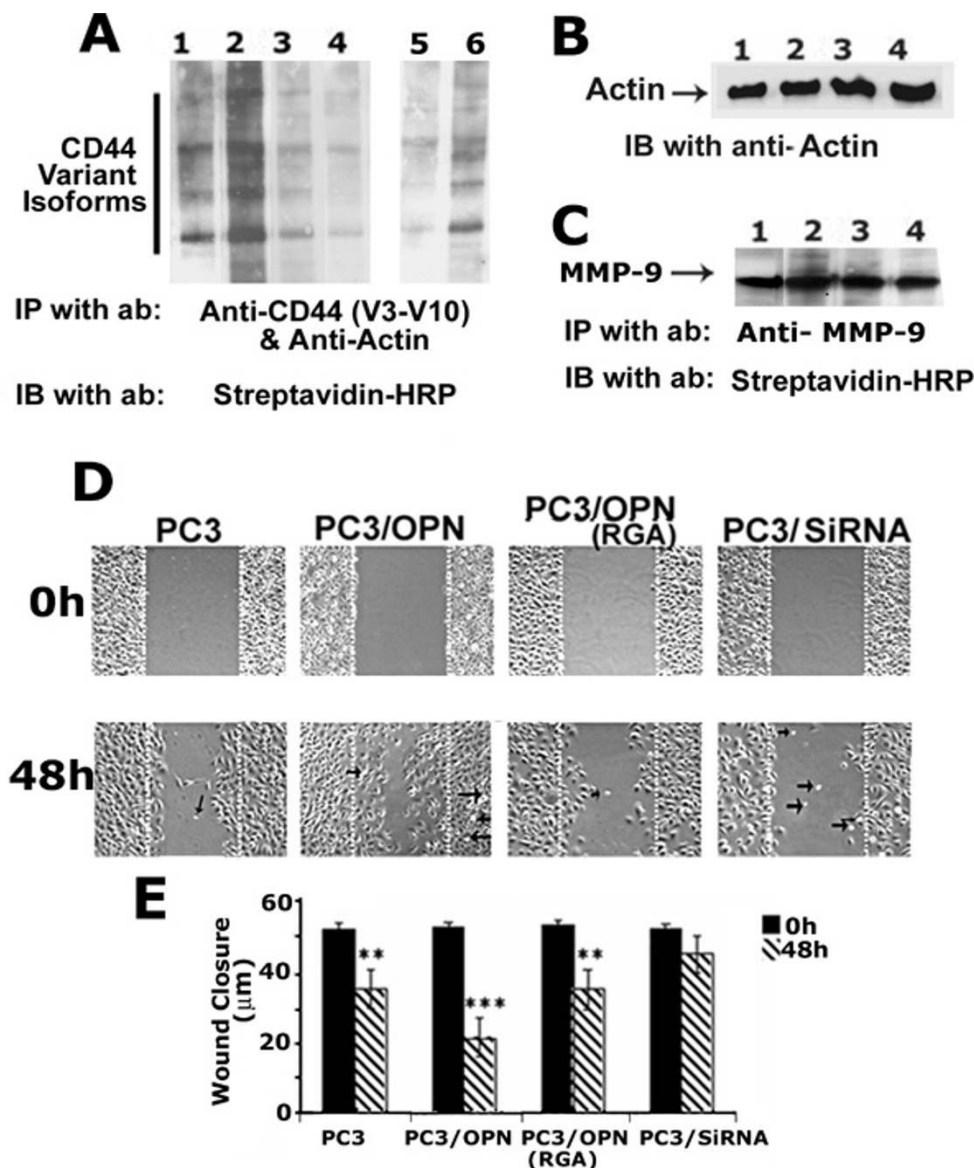 A
1 2 3 4 5 6
CD44
Variant
Isoforms
IP with ab: Anti-CD44 (V3-V10)
& Anti-Actin
IB with ab: Streptavidin-HRP
B
1 2 3 4
Actin
IB with anti- Actin
C
1 2 3 4
MMP-9
IP with ab: Anti- MMP-9
IB with ab: Streptavidin-HRP
D
PC3 PC3/OPN PC3/OPN (RGA) PC3/SiRNA
0h
48h
E
Wound Closure
(μm)
60
40
20
0
0h
48h
** *** **
PC3 PC3/OPN PC3/OPN PC3/SiRNA
(RGA)